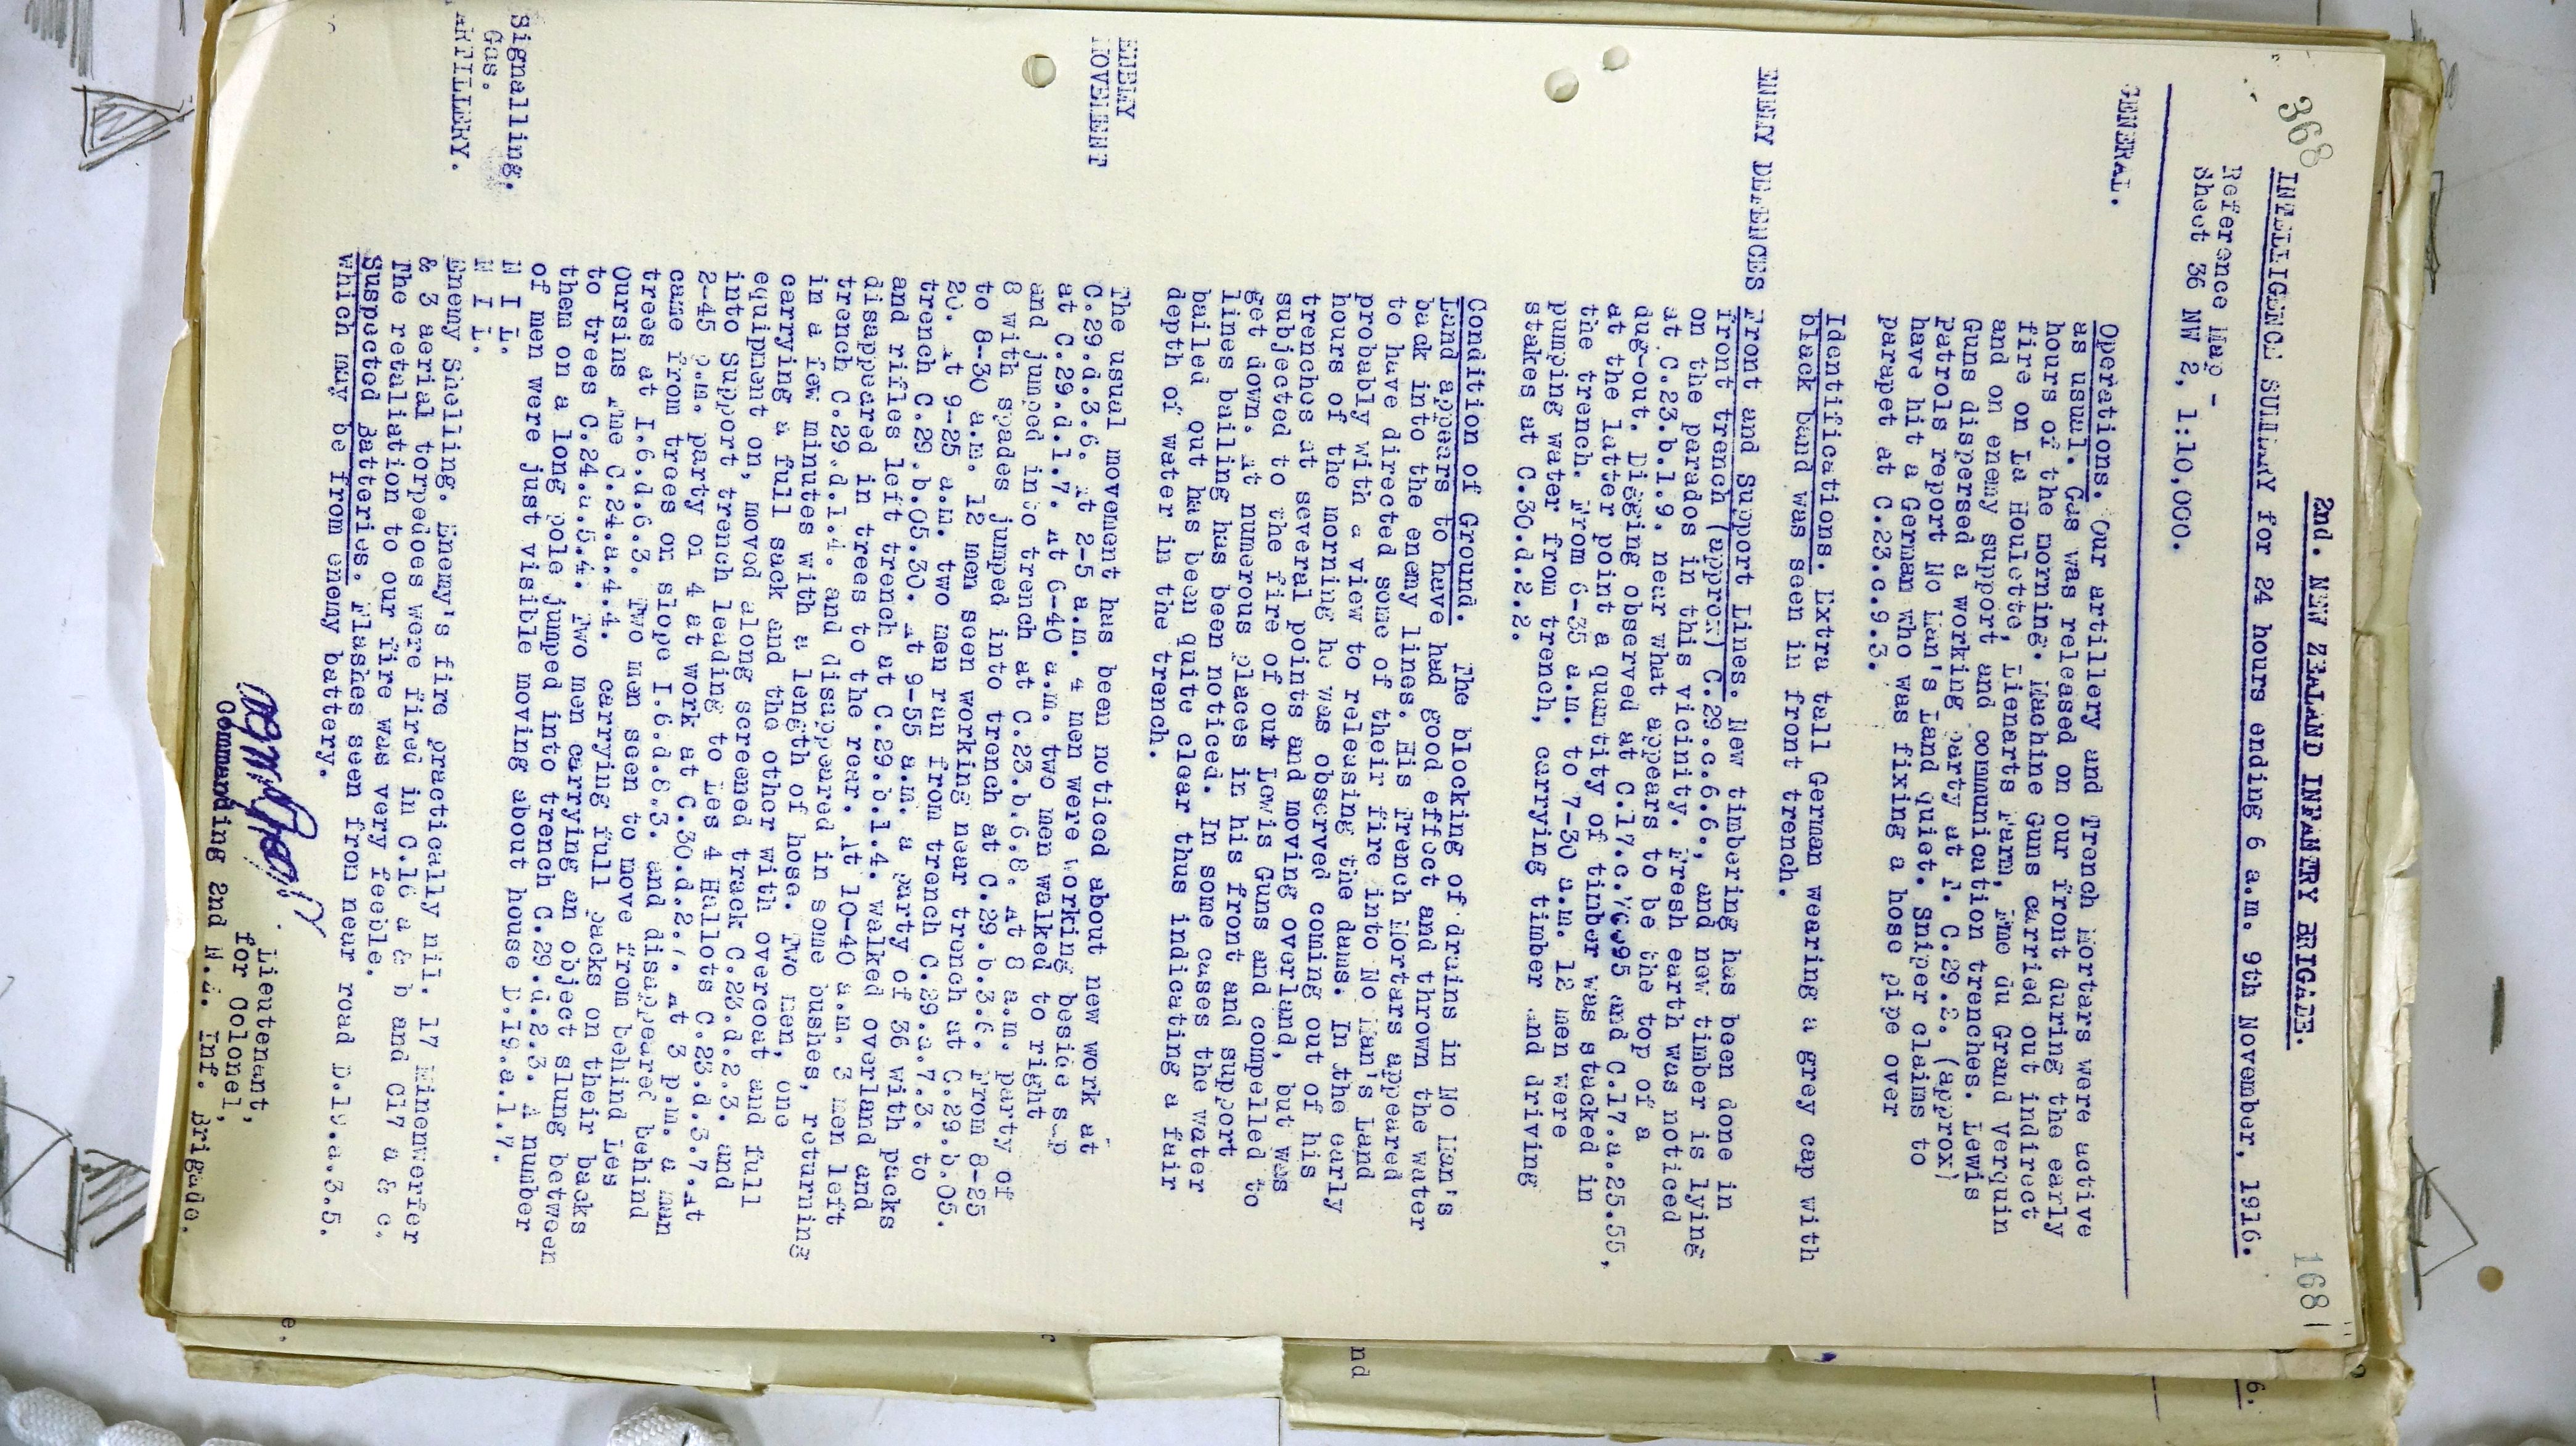 368
168
2nd. NEW ZEALAND INFANTRY BRIGADE.
INTELLIGENCE SUMMARY for 24 hours ending 6 a.m. 9th November, 1916.
Reference Map -
Sheet 36 NW 2, 1:10,000.
GENERAL.
Operations. Our artillery and Trench Mortars were active
as usual. Gas was released on our front during the early
hours of the morning. Machine Guns carried out indirect
fire on La Houlette, Lienarts Farm, Fme du Grand Verquin
and on enemy support and communication trenches. Lewis
Guns dispersed a working party at P. C.29.2. (approx)
patrols report No Man's Land quiet. Sniper claims to
have hit a German who was fixing a hose pipe over
parapet at C.23.c.9.3.
Identifications. Extra tall German wearing a grey cap with
black band was seen in front trench.
ENEMY DEFENCES
Front and Support Lines. New timbering has been done in
front trench (approx) C.29.c.6.6., and new timber is lying
on the parados in this vicinity. Fresh earth was noticed
at C.23.b.1.9. near what appears to be the top of a
dug-out. Digging observed at C.17.c. 95 and C.17.a.25.55,
at the latter point a quantity of timber was stacked in
the trench. From 6-35 a.m. to 7-30 a.m. 12 men were
pumping water from trench, carrying timber and driving
stakes at C.30.d.2.2.
Condition of Ground. The blocking of drains in No Man's
Land appears to have had good effect and thrown the water
back into the enemy lines. His Trench Mortars appeared
to have directed some of their fire into No Man's Land
probably with a view to releasing the dams. In the early
hours of the morning he was observed coming out of his
trenches at several points and moving overland, but was
subjected to the fire of our Lewis Guns and compelled to
get down. At numerous places in his front and support
lines bailing has been noticed. In some cases the water
bailed out has been quite clear thus indicating a fair
depth of water in the trench.
ENEMY
MOVEMENT
The usual movement has been noticed about new work at
C.29.d.3.6. At 2-5 a.m. 4 men were working beside sap
at C.29.d.1.7. At 6-40 a.m. two men walked to right
and jumped into trench at C.29.b.3.6. At 8 a.m. party of
8 with spades jumped into trench at C.23.b.6.8. From 8-25
to 8-30 a.m. 12 men seen working near trench at C.29.b.05.
20. At 9-25 a.m. two men ran from trench C.29.a.7.3. to
trench C.29.b.05.30. At 9-55 a.m. a party of 36 with packs
and rifles left trench at C.29.b.1.4. walked overland and
disappeared in trees to the rear. At 10-40 a.m. 3 men left
trench C.29.d.1.4. and disappeared in some bushes, returning
in a few minutes with a length of hose. Two men, one
carrying a full sack and the other with overcoat and full
equipment on, moved along screened track C.23.d.2.3. and
into Support trench leading to Les 4 Hallots C.23.d.3.7. At
2-45 p.m. party of 4 at work at C.30.d.2.7. At 3 p.m. a man
came from trees on slope I.6.d.8.3. and disappeared behind
trees at I.6.d.6.3. Two men seen to move from behind Les
Oursins Fme C.24.a.4.4. carrying full packs on their backs
to trees C.24.a.5.4. Two men carrying an object slung between
them on a long pole jumped into trench C.29.d.2.3. A number
of men were just visible moving about house D.19.a.1.7.
Signalling.
N I L.
Gas.
N I L.
ARTILLERY.
Enemy Shelling. Enemy's fire practically nil. 17 Minenwerfer
& 3 aerial torpedoes were fired in C.16 a & b and C17 a & c.
The retaliation to our fire was very feeble.
Suspected Batteries. Flashes seen from near road D.19.a.3.5.
which may be from enemy battery.
Lieutenant,
for Colonel,
Commanding 2nd N.Z. Inf. Brigade.
nd
6.